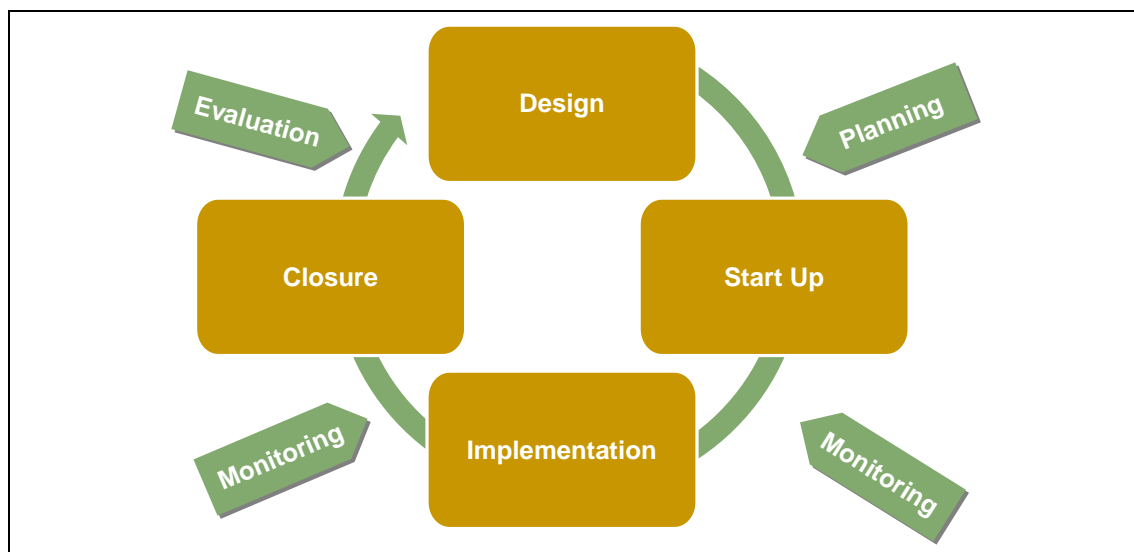 Design
Evaluation
Planning
Closure
Start Up
Implementation
Monitoring
Monitoring